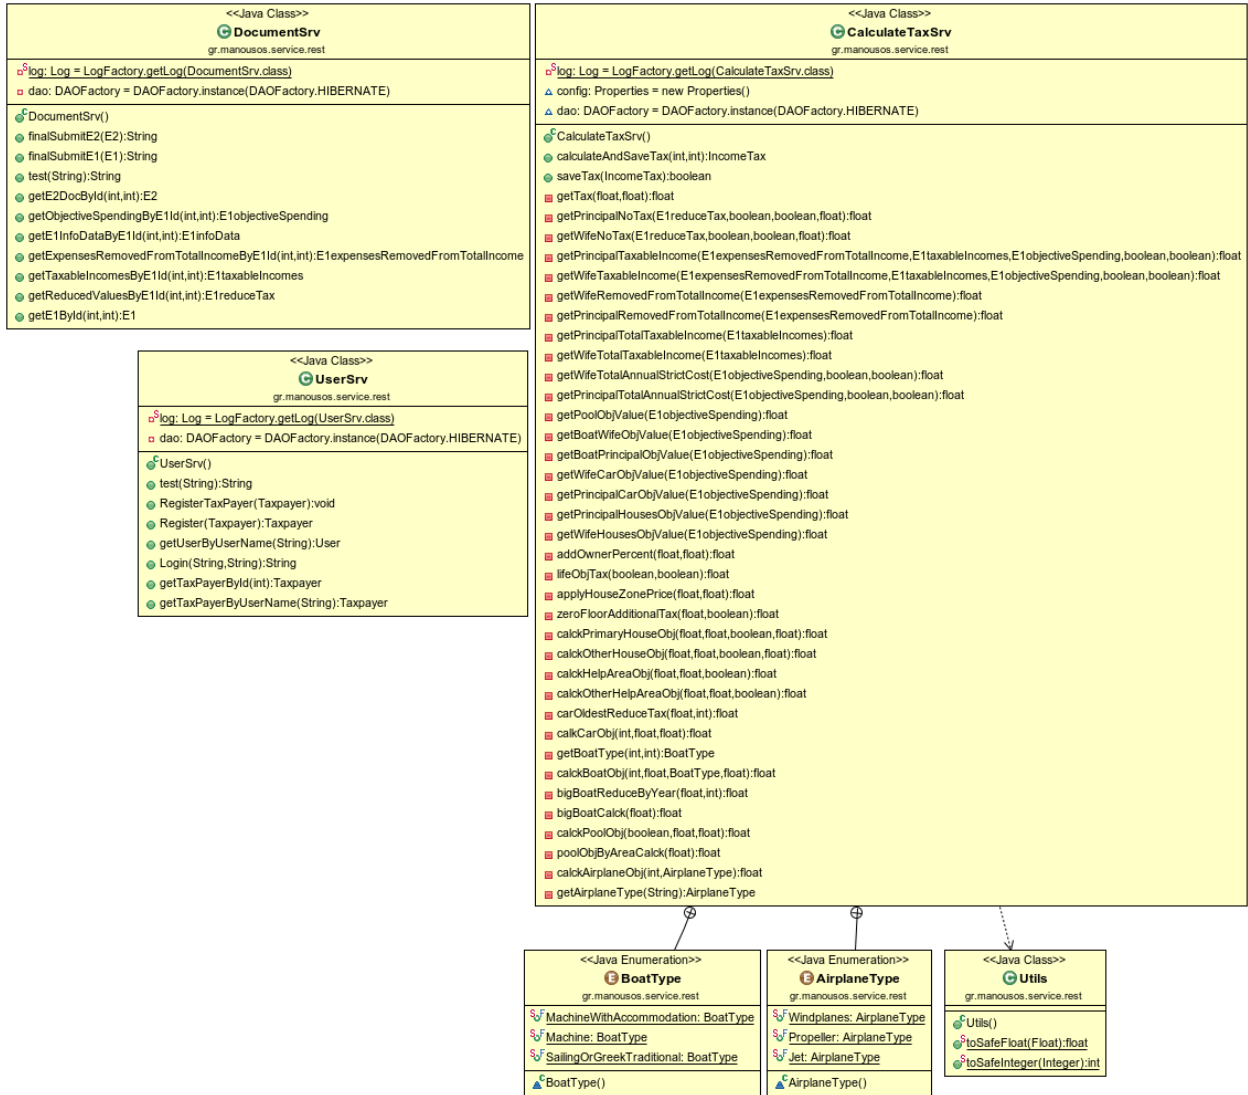 <<Java Class>>
DocumentSrv
gr.manousos.service.rest
log: Log = LogFactory.getLog(DocumentSrv.class)
dao: DAOFactory = DAOFactory.instance(DAOFactory.HIBERNATE)
DocumentSrv()
finalSubmitE2(E2):String
finalSubmitE1(E1):String
test(String):String
getE2DocById(int,int):E2
getObjectiveSpendingByE1Id(int,int):E1objectiveSpending
getE1InfoDataByE1Id(int,int):E1infoData
getExpensesRemovedFromTotalIncomeByE1Id(int,int):E1expensesRemovedFromTotalIncome
getTaxableIncomesByE1Id(int,int):E1taxableIncomes
getReducedValuesByE1Id(int,int):E1reduceTax
getE1ById(int,int):E1
<<Java Class>>
UserSrv
gr.manousos.service.rest
log: Log = LogFactory.getLog(UserSrv.class)
dao: DAOFactory = DAOFactory.instance(DAOFactory.HIBERNATE)
UserSrv()
test(String):String
RegisterTaxPayer(Taxpayer):void
Register(Taxpayer):Taxpayer
getUserByUserName(String):User
Login(String,String):String
getTaxPayerById(int):Taxpayer
getTaxPayerByUserName(String):Taxpayer
<<Java Class>>
CalculateTaxSrv
gr.manousos.service.rest
log: Log = LogFactory.getLog(CalculateTaxSrv.class)
config: Properties = new Properties()
dao: DAOFactory = DAOFactory.instance(DAOFactory.HIBERNATE)
CalculateTaxSrv()
calculateAndSaveTax(int,int):IncomeTax
saveTax(IncomeTax):boolean
getTax(float,float):float
getPrincipalNoTax(E1reduceTax,boolean,boolean,float):float
getWifeNoTax(E1reduceTax,boolean,boolean,float):float
getPrincipalTaxableIncome(E1expensesRemovedFromTotalIncome,E1taxableIncomes,E1objectiveSpending,boolean,boolean):float
getWifeTaxableIncome(E1expensesRemovedFromTotalIncome,E1taxableIncomes,E1objectiveSpending,boolean,boolean):float
getWifeRemovedFromTotalIncome(E1expensesRemovedFromTotalIncome):float
getPrincipalRemovedFromTotalIncome(E1expensesRemovedFromTotalIncome):float
getPrincipalTotalTaxableIncome(E1taxableIncomes):float
getWifeTotalTaxableIncome(E1taxableIncomes):float
getWifeTotalAnnualStrictCost(E1objectiveSpending,boolean,boolean):float
getPrincipalTotalAnnualStrictCost(E1objectiveSpending,boolean,boolean):float
getPoolObjValue(E1objectiveSpending):float
getBoatWifeObjValue(E1objectiveSpending):float
getBoatPrincipalObjValue(E1objectiveSpending):float
getWifeCarObjValue(E1objectiveSpending):float
getPrincipalCarObjValue(E1objectiveSpending):float
getPrincipalHousesObjValue(E1objectiveSpending):float
getWifeHousesObjValue(E1objectiveSpending):float
addOwnerPercent(float,float):float
lifeObjTax(boolean,boolean):float
applyHouseZonePrice(float,float):float
zeroFloorAdditionalTax(float,boolean):float
calckPrimaryHouseObj(float,float,boolean,float):float
calckOtherHouseObj(float,float,boolean,float):float
calckHelpAreaObj(float,float,boolean):float
calckOtherHelpAreaObj(float,float,boolean):float
carOldestReduceTax(float,int):float
calkCarObj(int,float,float):float
getBoatType(int,int):BoatType
calckBoatObj(int,float,BoatType,float):float
bigBoatReduceByYear(float,int):float
bigBoatCalck(float):float
calckPoolObj(boolean,float,float):float
poolObjByAreaCalck(float):float
calckAirplaneObj(int,AirplaneType):float
getAirplaneType(String):AirplaneType
<<Java Enumeration>>
BoatType
gr.manousos.service.rest
MachineWithAccommodation: BoatType
Machine: BoatType
SailingOrGreekTraditional: BoatType
BoatType()
<<Java Enumeration>>
AirplaneType
gr.manousos.service.rest
Windplanes: AirplaneType
Propeller: AirplaneType
Jet: AirplaneType
AirplaneType()
<<Java Class>>
Utils
gr.manousos.service.rest
Utils()
toSafeFloat(Float):float
toSafeInteger(Integer):int